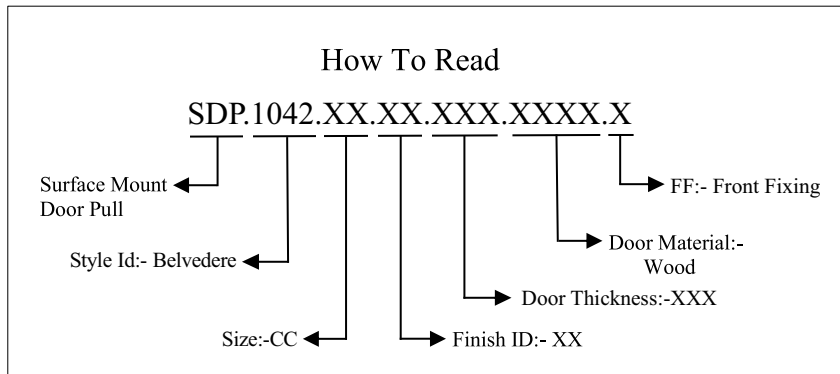 How To Read
SDP.1042.XX.XX.XXX.XXXX.X
Surface Mount
Door Pull
FF:- Front Fixing
Style Id:- Belvedere
Door Material:-
Wood
Door Thickness:-XXX
Size:-CC
Finish ID:- XX